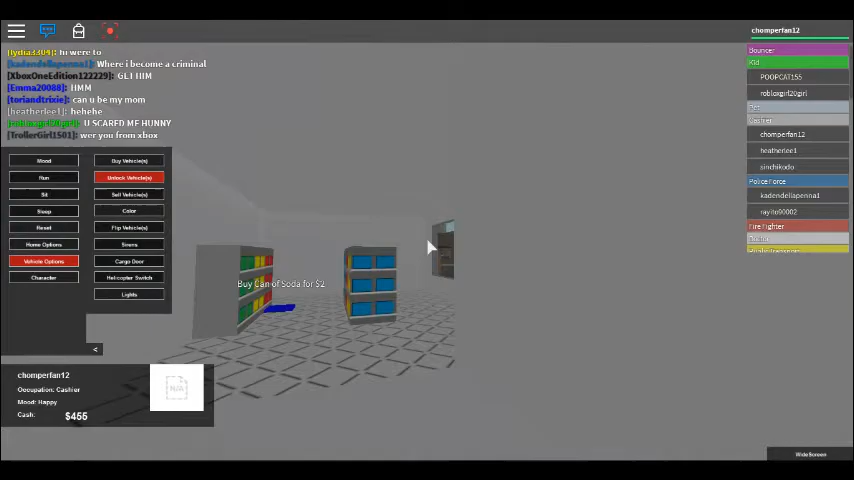 chomperfan12
[lydia3304]: hi were to
[kadendellapenna1]: Where i become a criminal
[XboxOneEdition122229]: GET HIM
[Emma20088]: HMM
[toriandtrixie]: can u be my mom
[heatherlee1]: hehehe
U SCARED ME HUNNY
[TrollerGirl1501]: wer you from xbox
Bouncer
Kid
POOPCAT155
robloxgirl20girl
Pet
Cashier
chomperfan12
heatherlee1
sinchikodo
Police Force
kadendellapenna1
rayito90002
Fire Fighter
Public Transport
Mood
Run
Sit
Sleep
Reset
Home Options
Vehicle Options
Character
Buy Vehicle(s)
Unlock Vehicle(s)
Sell Vehicle(s)
Color
Flip Vehicle(s)
Sirens
Cargo Door
Helicopter Switch
Lights
<
Buy Can of Soda for $2
chomperfan12
Occupation: Cashier
Mood: Happy
Cash: $455
N/A
WideScreen